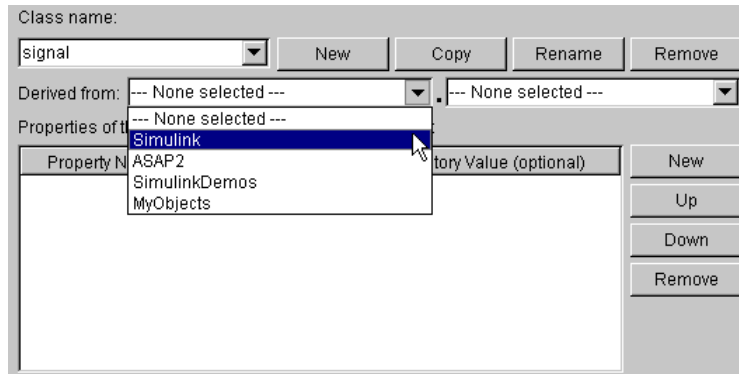 Class name:
signal New Copy Rename Remove
Derived from: --- None selected --- . --- None selected ---
--- None selected ---
Properties of t
Simulink
Property N tory Value (optional) New
ASAP2
SimulinkDemos
MyObjects
Up
Down
Remove